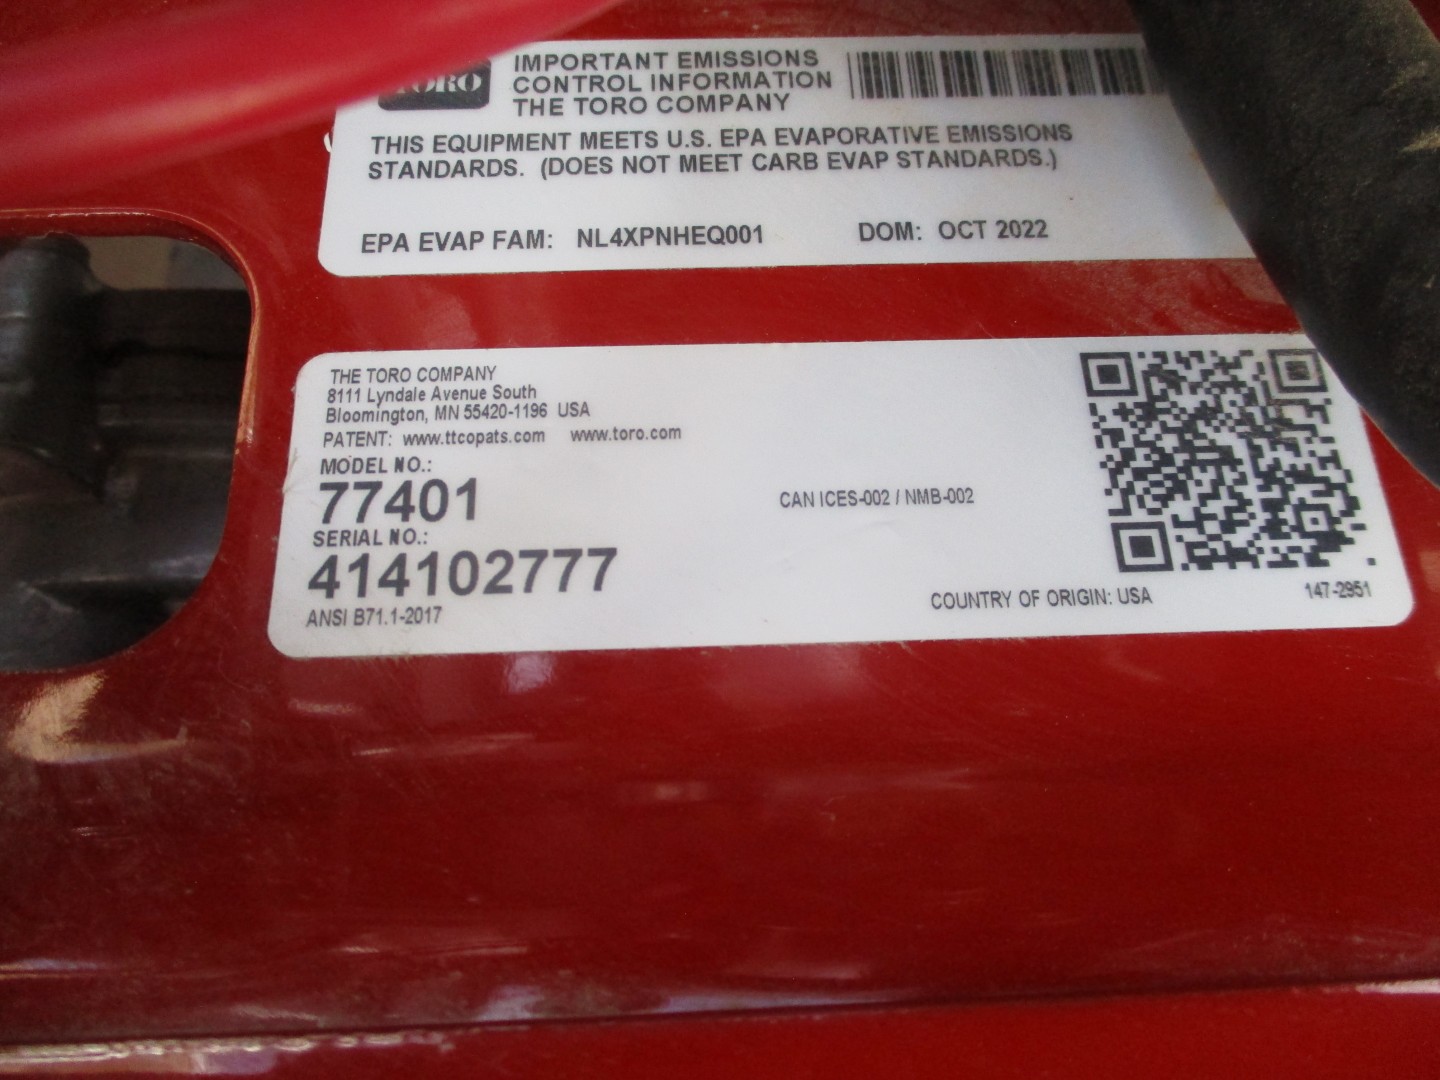 TORO
IMPORTANT EMISSIONS
CONTROL INFORMATION
THE TORO COMPANY
THIS EQUIPMENT MEETS U.S. EPA EVAPORATIVE EMISSIONS
STANDARDS. (DOES NOT MEET CARB EVAP STANDARDS.)
EPA EVAP FAM: NL4XPNHEQ001 DOM: OCT 2022
THE TORO COMPANY
8111 Lyndale Avenue South
Bloomington, MN 55420-1196 USA
PATENT: www.ttcopats.com www.toro.com
MODEL NO.:
77401
CAN ICES-002 / NMB-002
SERIAL NO.:
414102777
ANSI B71.1-2017
COUNTRY OF ORIGIN: USA
147-2951